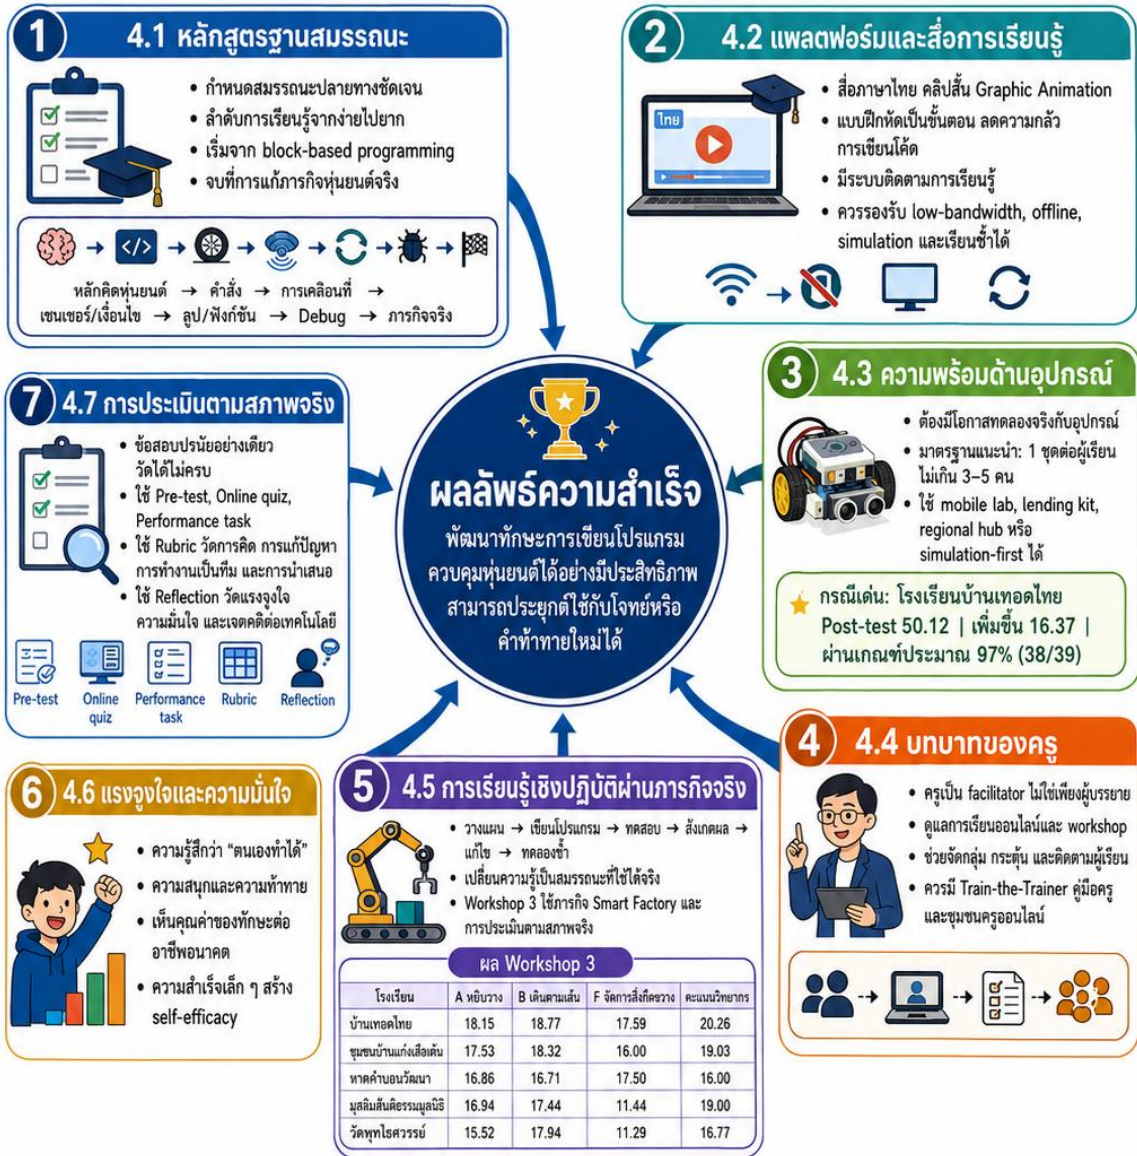 1
4.1 หลักสูตรฐานสมรรถนะ
• กำหนดสมรรถนะปลายทางชัดเจน
• ลำดับการเรียนรู้จากง่ายไปยาก
• เริ่มจาก block-based programming
• จบที่การแก้ภารกิจหุ่นยนต์จริง
</>
หลักคิดหุ่นยนต์ → คำสั่ง → การเคลื่อนที่ →
เซนเซอร์/เงื่อนไข → ลูป/ฟังก์ชัน → Debug → ภารกิจจริง
2
4.2 แพลตฟอร์มและสื่อการเรียนรู้
ไทย
• สื่อภาษาไทย คลิปสั้น Graphic Animation
• แบบฝึกหัดเป็นขั้นตอน ลดความกลัว
การเขียนโค้ด
• มีระบบติดตามการเรียนรู้
• ควรรองรับ low-bandwidth, offline,
simulation และเรียนซ้ำได้
3
4.3 ความพร้อมด้านอุปกรณ์
• ต้องมีโอกาสทดลองจริงกับอุปกรณ์
• มาตรฐานแนะนำ: 1 ชุดต่อผู้เรียน
ไม่เกิน 3–5 คน
• ใช้ mobile lab, lending kit,
regional hub หรือ
simulation-first ได้
กรณีเด่น: โรงเรียนบ้านเทอดไทย
Post-test 50.12 | เพิ่มขึ้น 16.37 |
ผ่านเกณฑ์ประมาณ 97% (38/39)
ผลลัพธ์ความสำเร็จ
พัฒนาทักษะการเขียนโปรแกรม
ควบคุมหุ่นยนต์ได้อย่างมีประสิทธิภาพ
สามารถประยุกต์ใช้กับโจทย์หรือ
คำท้าทายใหม่ได้
7
4.7 การประเมินตามสภาพจริง
• ข้อสอบปรนัยอย่างเดียว
วัดได้ไม่ครบ
• ใช้ Pre-test, Online quiz,
Performance task
• ใช้ Rubric วัดการคิด การแก้ปัญหา
การทำงานเป็นทีม และการนำเสนอ
• ใช้ Reflection วัดแรงจูงใจ
ความมั่นใจ และเจตคติต่อเทคโนโลยี
Pre-test
Online
quiz
Performance
task
Rubric
Reflection
4
4.4 บทบาทของครู
• ครูเป็น facilitator ไม่ใช่เพียงผู้บรรยาย
• ดูแลการเรียนออนไลน์และ workshop
• ช่วยจัดกลุ่ม กระตุ้น และติดตามผู้เรียน
• ควรมี Train-the-Trainer คู่มือครู
และชุมชนครูออนไลน์
6
4.6 แรงจูงใจและความมั่นใจ
• ความรู้สึกว่า “ตนเองทำได้”
• ความสนุกและความท้าทาย
• เห็นคุณค่าของทักษะต่อ
อาชีพอนาคต
• ความสำเร็จเล็ก ๆ สร้าง
self-efficacy
5
4.5 การเรียนรู้เชิงปฏิบัติผ่านภารกิจจริง
• วางแผน → เขียนโปรแกรม → ทดสอบ → สังเกตผล →
แก้ไข → ทดลองซ้ำ
• เปลี่ยนความรู้เป็นสมรรถนะที่ใช้ได้จริง
• Workshop 3 ใช้ภารกิจ Smart Factory และ
การประเมินตามสภาพจริง
ผล Workshop 3
โรงเรียน A หยิบวาง B เดินตามเส้น F จัดการสิ่งกีดขวาง คะแนนวิทยากร
บ้านเทอดไทย 18.15 18.77 17.59 20.26
ชุมชนบ้านแก่งเสือเต้น 17.53 18.32 16.00 19.03
หาดคำบอนวัฒนา 16.86 16.71 17.50 16.00
มุสลิมสันติธรรมมูลนิธิ 16.94 17.44 11.44 19.00
วัดพุทไธศวรรย์ 15.52 17.94 11.29 16.77